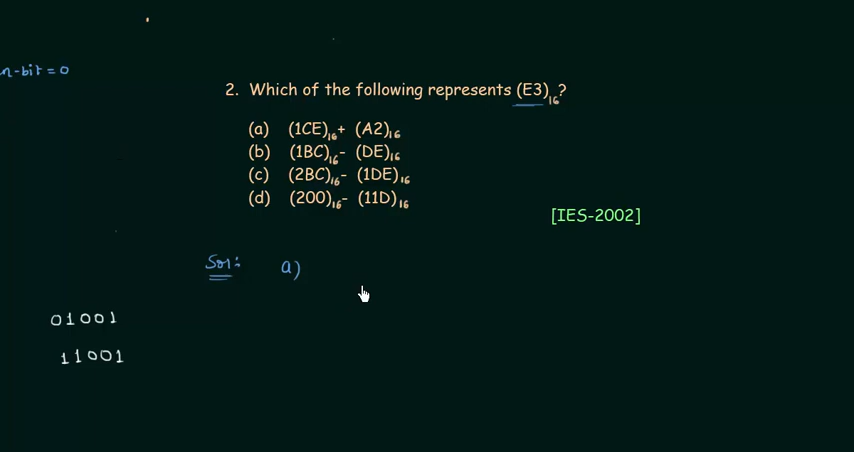 n-bit = 0
2. Which of the following represents (E3)16?
(a) (1CE)16 + (A2)16
(b) (1BC)16 - (DE)16
(c) (2BC)16 - (1DE)16
(d) (200)16 - (11D)16
[IES-2002]
Sol: a)
01001
11001